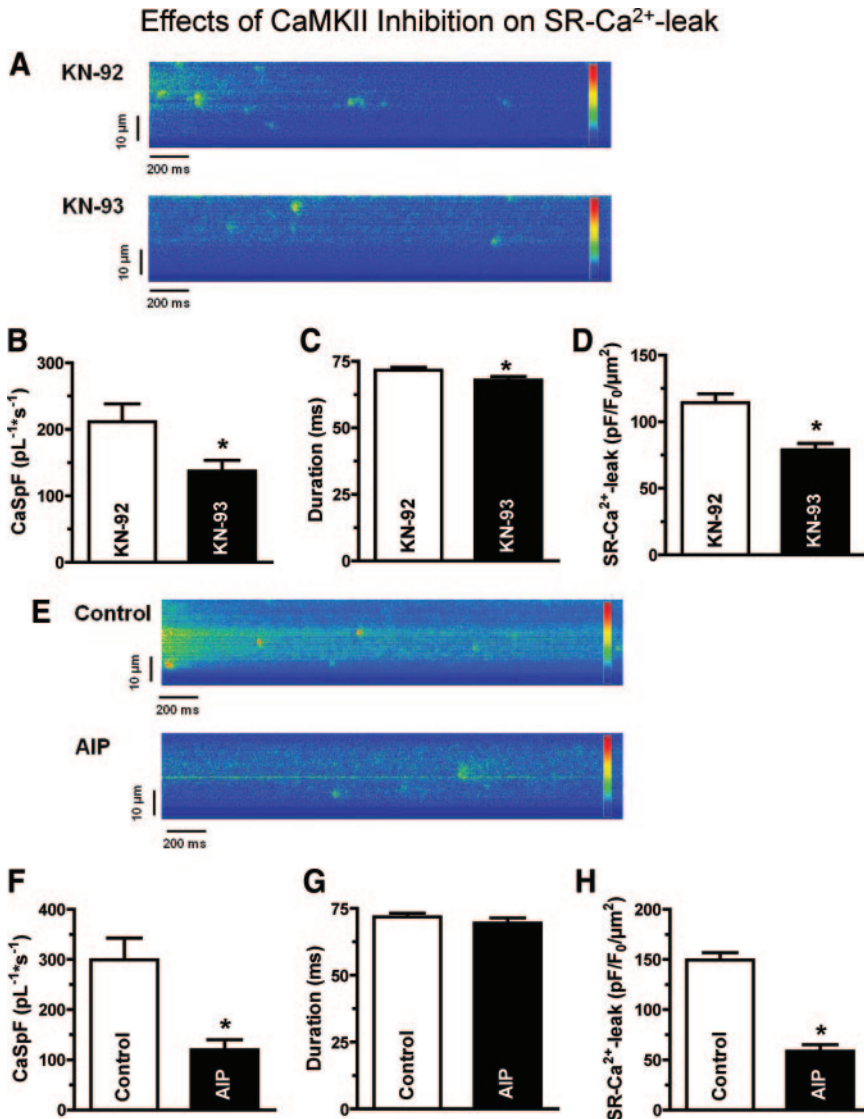 Effects of CaMKII Inhibition on SR-Ca²⁺-leak
A
KN-92
10 µm
200 ms
KN-93
10 µm
200 ms
B
CaSpF (pL⁻¹*s⁻¹)
300
200
100
0
KN-92
*
KN-93
C
Duration (ms)
75
50
25
0
KN-92
*
KN-93
D
SR-Ca²⁺-leak (pF/F₀/µm²)
150
100
50
0
KN-92
*
KN-93
E
Control
10 µm
200 ms
AIP
10 µm
200 ms
F
CaSpF (pL⁻¹*s⁻¹)
400
300
200
100
0
Control
*
AIP
G
Duration (ms)
75
50
25
0
Control
AIP
H
SR-Ca²⁺-leak (pF/F₀/µm²)
200
150
100
50
0
Control
*
AIP